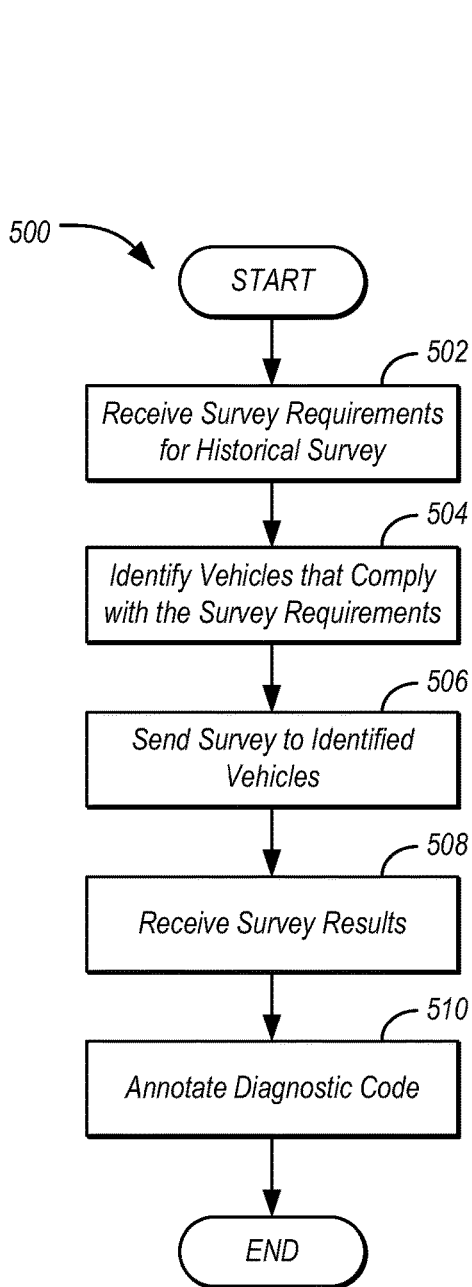 500
START
502
Receive Survey Requirements
for Historical Survey
504
Identify Vehicles that Comply
with the Survey Requirements
506
Send Survey to Identified
Vehicles
508
Receive Survey Results
510
Annotate Diagnostic Code
END